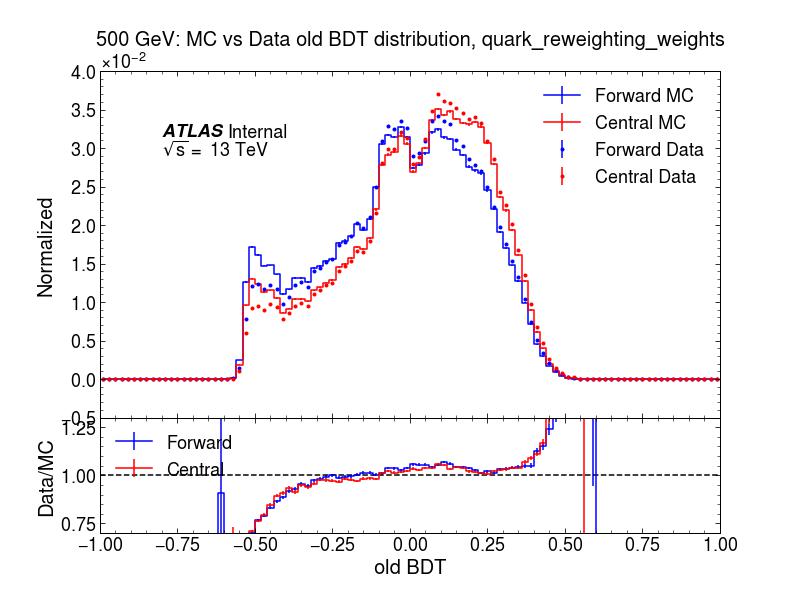 500 GeV: MC vs Data old BDT distribution, quark_reweighting_weights
×10⁻²
4.0
3.5
3.0
2.5
2.0
1.5
1.0
0.5
0.0
−0.5
Normalized
ATLAS Internal
√s = 13 TeV
Forward MC
Central MC
Forward Data
Central Data
1.25
1.00
0.75
Data/MC
Forward
Central
−1.00 −0.75 −0.50 −0.25 0.00 0.25 0.50 0.75 1.00
old BDT